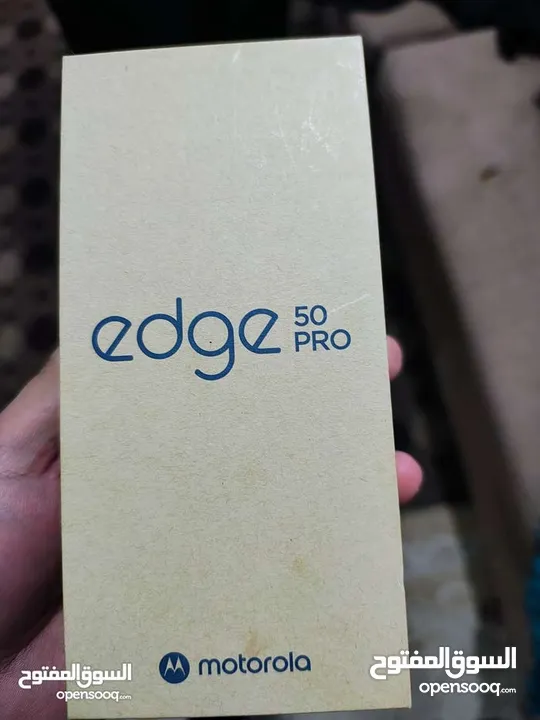 edge 50
PRO
motorola
السوق المفتوح
opensooq.com
السوق المفتوح
opensooq.com